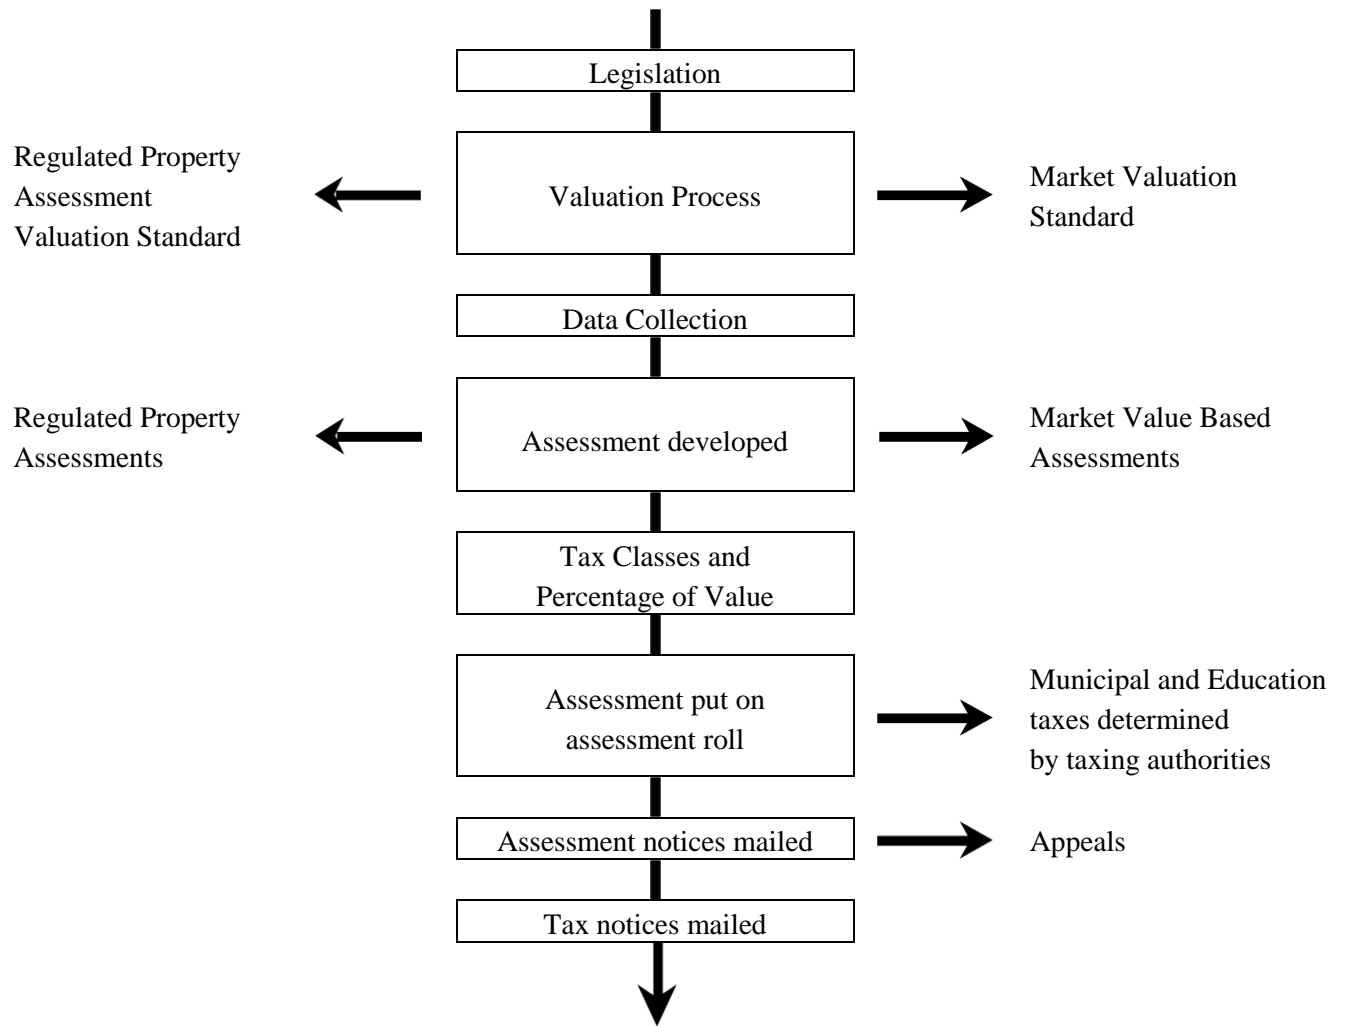 Legislation
Regulated Property
Assessment
Valuation Standard
Valuation Process
Market Valuation
Standard
Data Collection
Regulated Property
Assessments
Assessment developed
Market Value Based
Assessments
Tax Classes and
Percentage of Value
Assessment put on
assessment roll
Municipal and Education
taxes determined
by taxing authorities
Assessment notices mailed
Appeals
Tax notices mailed